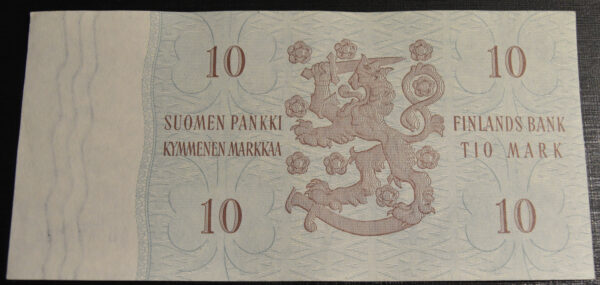 10
10
SUOMEN PANKKI
KYMMENEN MARKKAA
FINLANDS BANK
TIO MARK
10
10